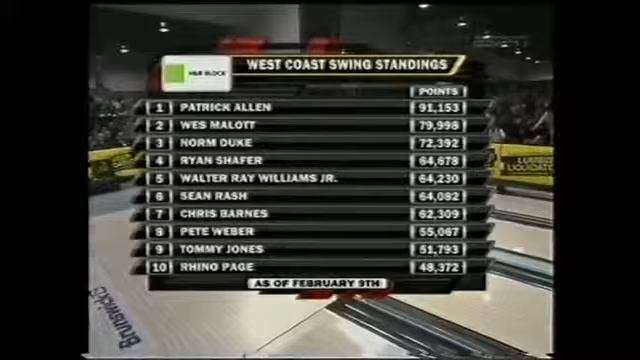 H&R BLOCK
WEST COAST SWING STANDINGS
POINTS
1 PATRICK ALLEN 91,153
2 WES MALOTT 79,998
3 NORM DUKE 72,392
4 RYAN SHAFER 64,678
5 WALTER RAY WILLIAMS JR. 64,230
6 SEAN RASH 64,082
7 CHRIS BARNES 62,309
8 PETE WEBER 55,067
9 TOMMY JONES 51,793
10 RHINO PAGE 48,372
AS OF FEBRUARY 9TH
LUMBER
LIQUIDATORS
Brunswick